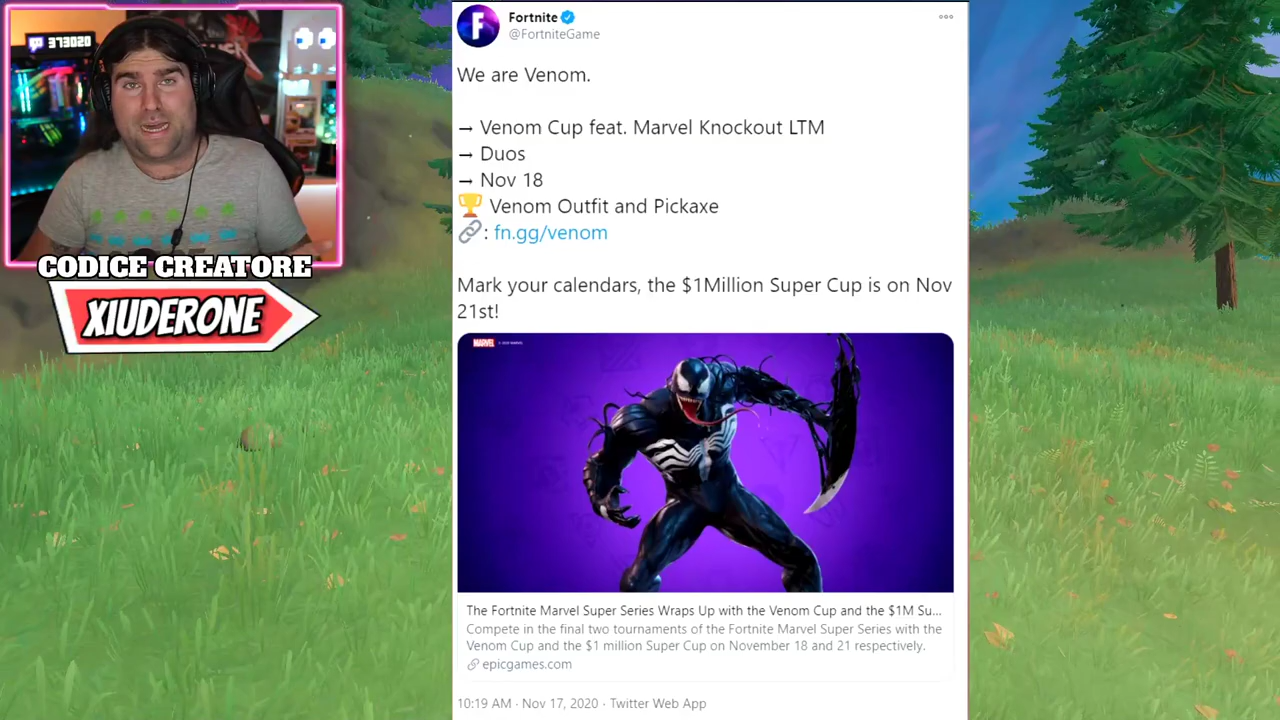 373020
CODICE CREATORE
XIUDERONE
Fortnite
@FortniteGame
We are Venom.
→ Venom Cup feat. Marvel Knockout LTM
→ Duos
→ Nov 18
🏆 Venom Outfit and Pickaxe
🔗: fn.gg/venom
Mark your calendars, the $1Million Super Cup is on Nov
21st!
MARVEL
The Fortnite Marvel Super Series Wraps Up with the Venom Cup and the $1M Su...
Compete in the final two tournaments of the Fortnite Marvel Super Series with the
Venom Cup and the $1 million Super Cup on November 18 and 21 respectively.
epicgames.com
10:19 AM · Nov 17, 2020 · Twitter Web App